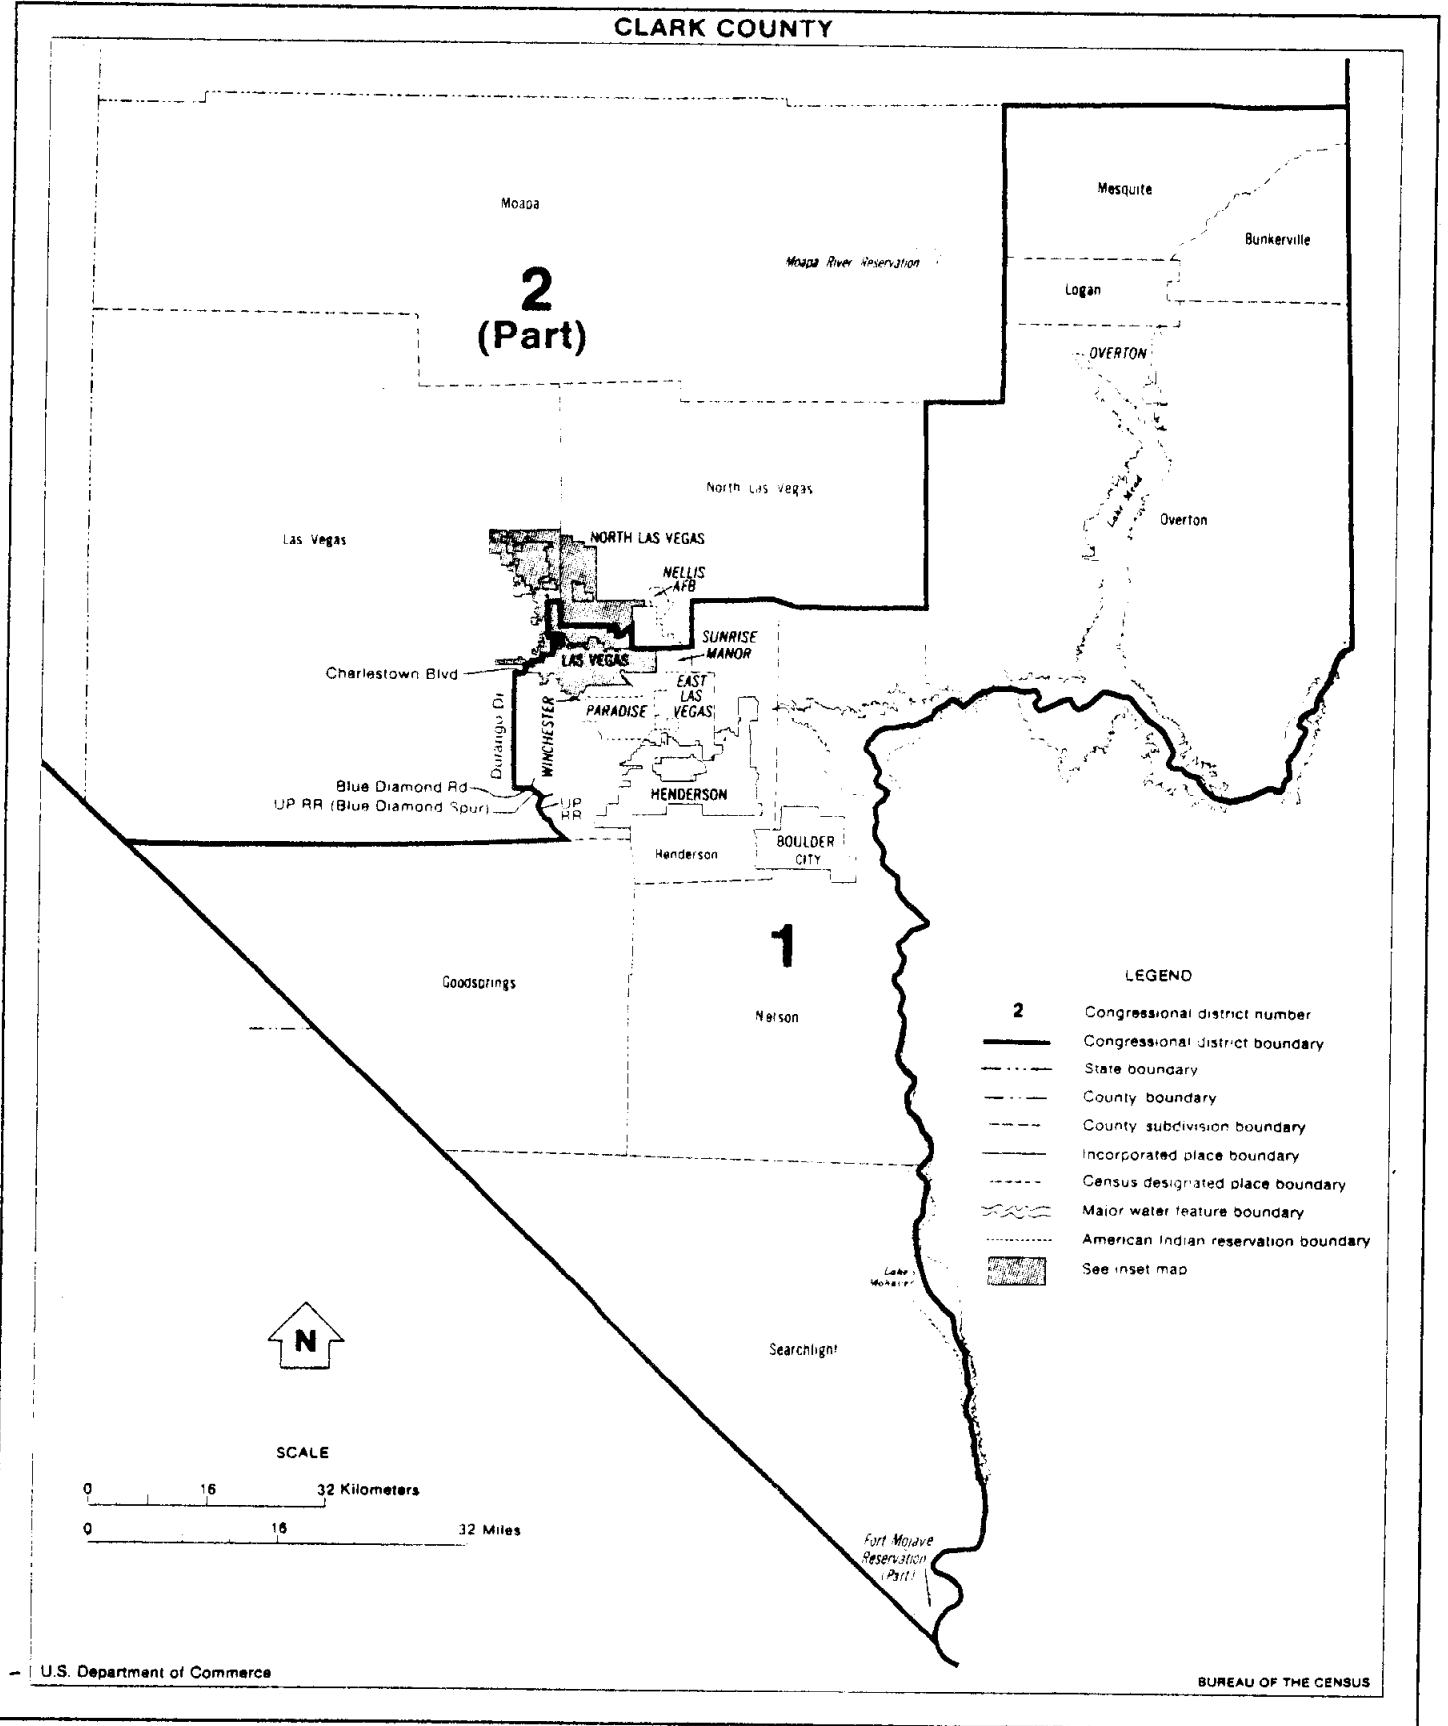 CLARK COUNTY
Moapa
Mesquite
Bunkerville
Moapa River Reservation
2
(Part)
Logan
OVERTON
North Las Vegas
Lake Mead
Overton
Las Vegas
NORTH LAS VEGAS
NELLIS
AFB
SUNRISE
MANOR
LAS VEGAS
Charlestown Blvd
EAST
LAS
VEGAS
PARADISE
Durango Dr
WINCHESTER
Blue Diamond Rd
UP RR (Blue Diamond Spur)
UP
RR
HENDERSON
Henderson
BOULDER
CITY
1
Goodsprings
Nelson
LEGEND
2 Congressional district number
Congressional district boundary
State boundary
County boundary
County subdivision boundary
Incorporated place boundary
Census designated place boundary
Major water feature boundary
American Indian reservation boundary
See inset map
Lake
Mohave
N
Searchlight
SCALE
0 16 32 Kilometers
0 16 32 Miles
Fort Mojave
Reservation
(Part)
U.S. Department of Commerce
BUREAU OF THE CENSUS